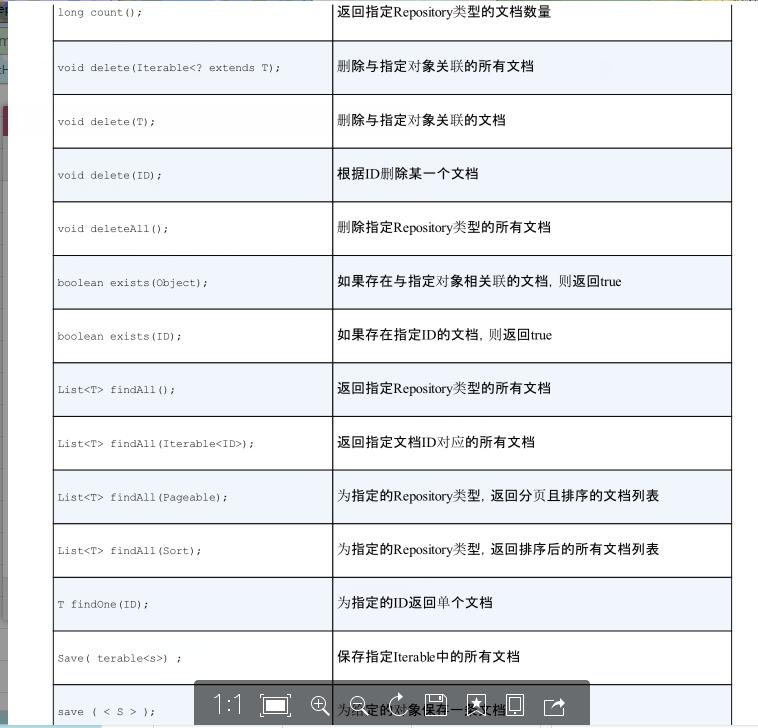 long count();
返回指定Repository类型的文档数量
void delete(Iterable<? extends T);
删除与指定对象关联的所有文档
void delete(T);
删除与指定对象关联的文档
void delete(ID);
根据ID删除某一个文档
void deleteAll();
删除指定Repository类型的所有文档
boolean exists(Object);
如果存在与指定对象相关联的文档, 则返回true
boolean exists(ID);
如果存在指定ID的文档, 则返回true
List<T> findAll();
返回指定Repository类型的所有文档
List<T> findAll(Iterable<ID>);
返回指定文档ID对应的所有文档
List<T> findAll(Pageable);
为指定的Repository类型, 返回分页且排序的文档列表
List<T> findAll(Sort);
为指定的Repository类型, 返回排序后的所有文档列表
T findOne(ID);
为指定的ID返回单个文档
Save( terable<s>) ;
保存指定Iterable中的所有文档
save ( < S > );
为给定的对象保存一条文档
1:1